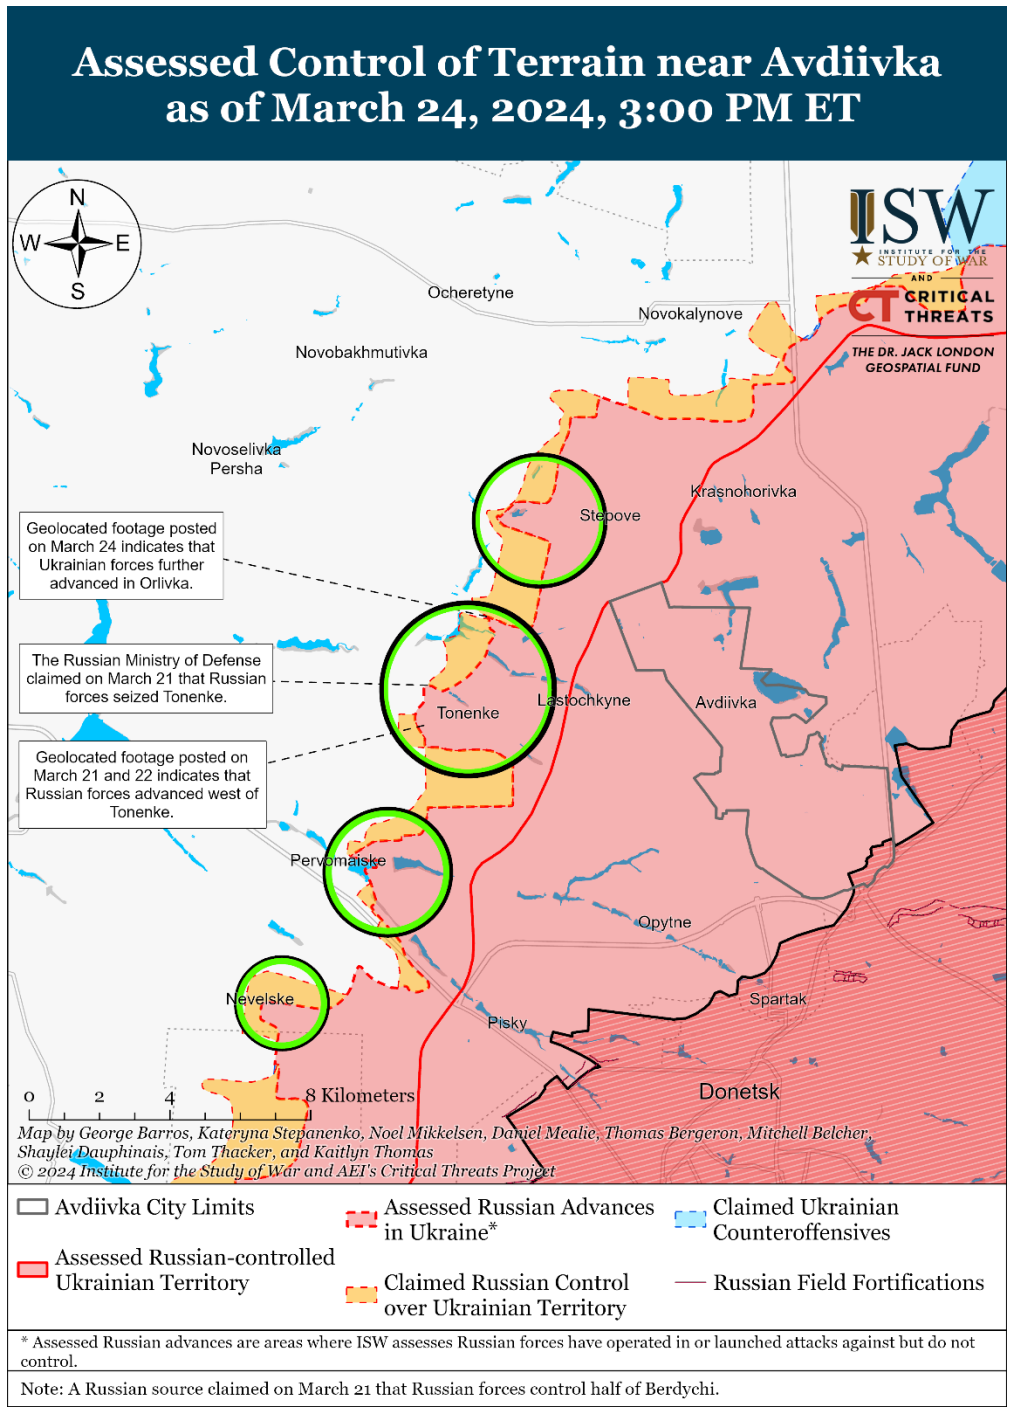 Assessed Control of Terrain near Avdiivka
as of March 24, 2024, 3:00 PM ET
N
W
E
S
ISW
INSTITUTE FOR THE
STUDY OF WAR
AND
CT CRITICAL
THREATS
THE DR. JACK LONDON
GEOSPATIAL FUND
Ocheretyne
Novokalynove
Novobakhmutivka
Novoselivka
Persha
Krasnohorivka
Stepove
Geolocated footage posted
on March 24 indicates that
Ukrainian forces further
advanced in Orlivka.
The Russian Ministry of Defense
claimed on March 21 that Russian
forces seized Tonenke.
Lastochkyne
Avdiivka
Tonenke
Geolocated footage posted on
March 21 and 22 indicates that
Russian forces advanced west of
Tonenke.
Pervomaiske
Opytne
Nevelske
Spartak
Pisky
Donetsk
0 2 4 8 Kilometers
Map by George Barros, Kateryna Stepanenko, Noel Mikkelsen, Daniel Mealie, Thomas Bergeron, Mitchell Belcher,
Shaylei Dauphinais, Tom Thacker, and Kaitlyn Thomas
© 2024 Institute for the Study of War and AEI's Critical Threats Project
Avdiivka City Limits
Assessed Russian-controlled
Ukrainian Territory
Assessed Russian Advances
in Ukraine*
Claimed Russian Control
over Ukrainian Territory
Claimed Ukrainian
Counteroffensives
Russian Field Fortifications
* Assessed Russian advances are areas where ISW assesses Russian forces have operated in or launched attacks against but do not
control.
Note: A Russian source claimed on March 21 that Russian forces control half of Berdychi.